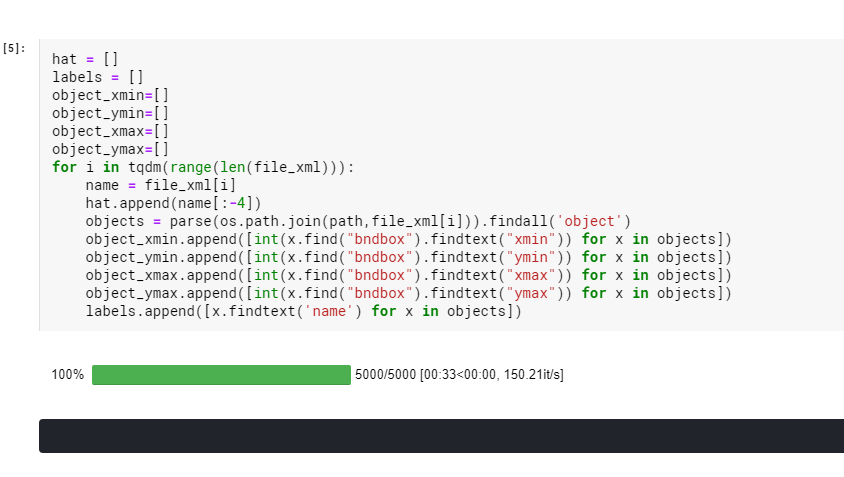 [5]:
hat = []
labels = []
object_xmin=[]
object_ymin=[]
object_xmax=[]
object_ymax=[]
for i in tqdm(range(len(file_xml))):
    name = file_xml[i]
    hat.append(name[:-4])
    objects = parse(os.path.join(path,file_xml[i])).findall('object')
    object_xmin.append([int(x.find("bndbox").findtext("xmin")) for x in objects])
    object_ymin.append([int(x.find("bndbox").findtext("ymin")) for x in objects])
    object_xmax.append([int(x.find("bndbox").findtext("xmax")) for x in objects])
    object_ymax.append([int(x.find("bndbox").findtext("ymax")) for x in objects])
    labels.append([x.findtext('name') for x in objects])
100% 5000/5000 [00:33<00:00, 150.21it/s]